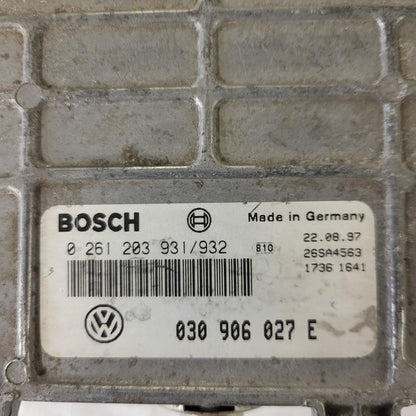 BOSCH Made in Germany
0 261 203 931/932 810 22.08.97
26SA4563
1736 1641
030 906 027 E